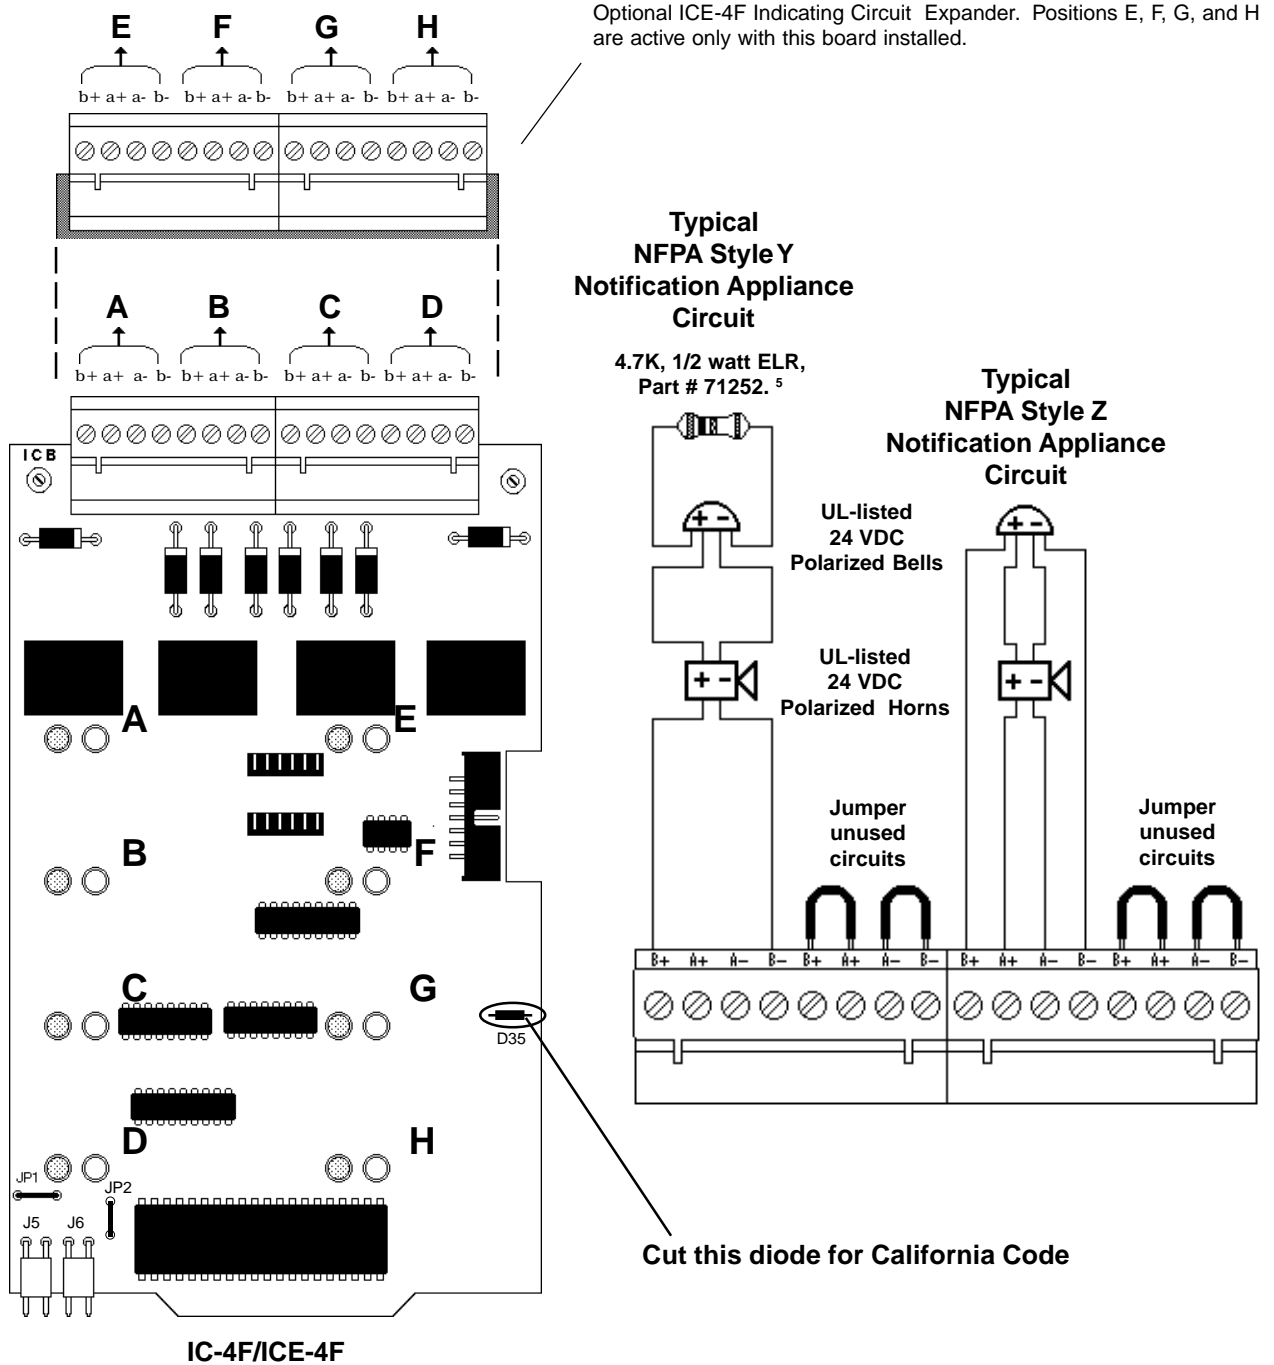 Optional ICE-4F Indicating Circuit Expander. Positions E, F, G, and H
are active only with this board installed.
E F G H
b+ a+ a- b- b+ a+ a- b- b+ a+ a- b- b+ a+ a- b-
A B C D
b+ a+ a- b- b+ a+ a- b- b+ a+ a- b- b+ a+ a- b-
Typical
NFPA Style Y
Notification Appliance
Circuit
4.7K, 1/2 watt ELR,
Part # 71252. 5
Typical
NFPA Style Z
Notification Appliance
Circuit
ICB
+ -
UL-listed
24 VDC
Polarized Bells
+ -
+ -
UL-listed
24 VDC
Polarized Horns
+ -
A E
B F
C G
D H
Jumper
unused
circuits
Jumper
unused
circuits
B+ A+ A- B- B+ A+ A- B- B+ A+ A- B- B+ A+ A- B-
D35
JP1
JP2
J5 J6
Cut this diode for California Code
IC-4F/ICE-4F